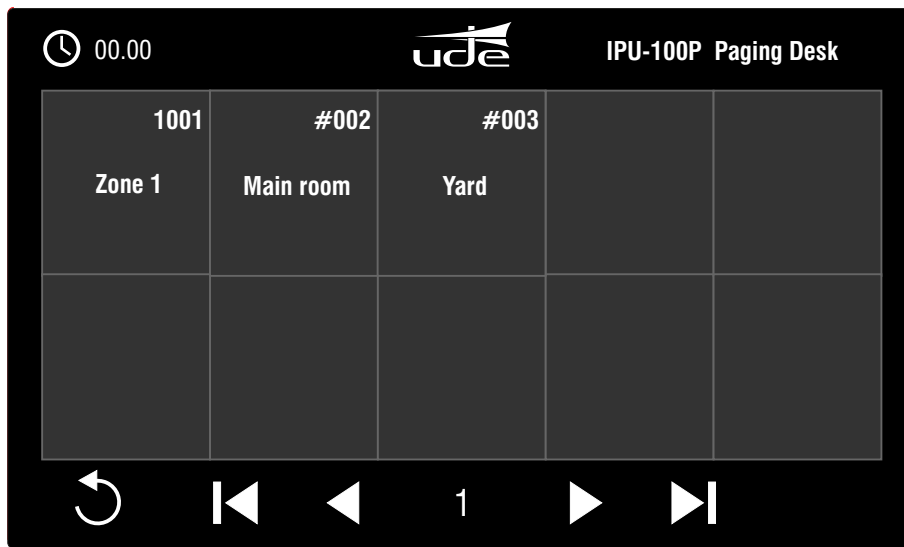 00.00
ude
IPU-100P Paging Desk
1001
#002
#003
Zone 1
Main room
Yard
1